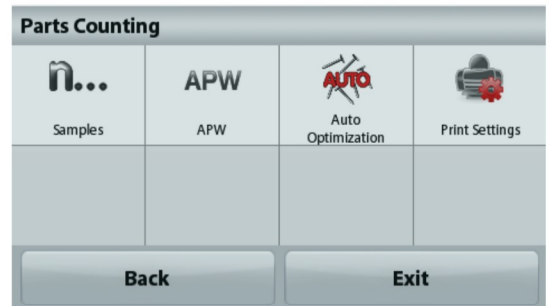 Parts Counting
n...
APW
AUTO
Samples
APW
Auto
Optimization
Print Settings
Back
Exit